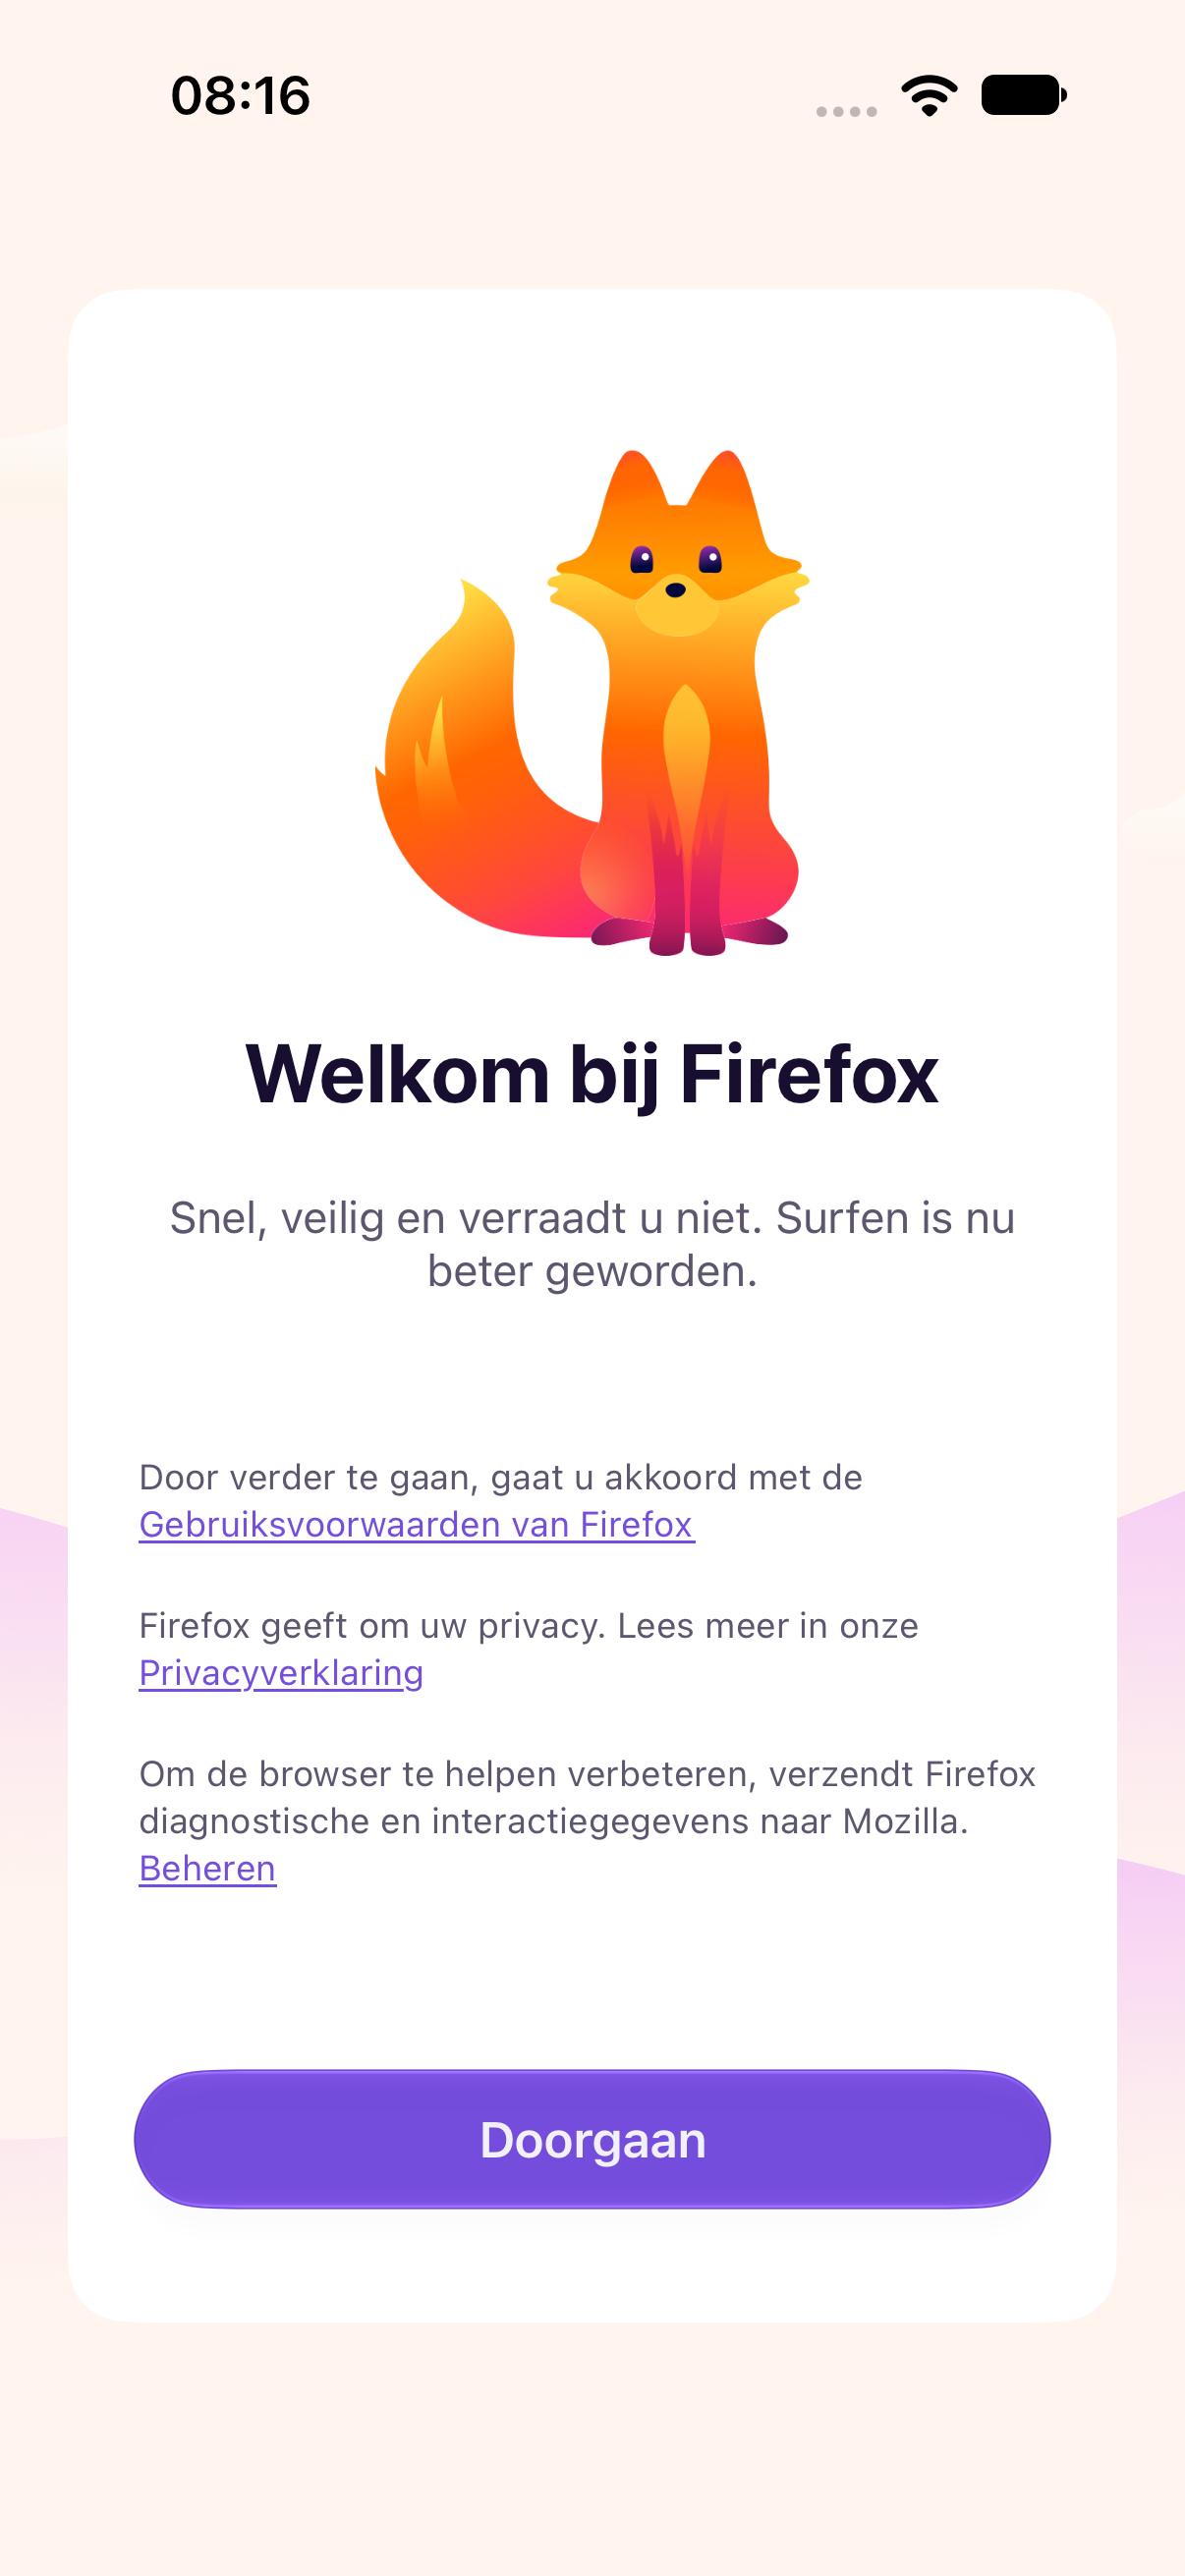 08:16
Welkom bij Firefox
Snel, veilig en verraadt u niet. Surfen is nu
beter geworden.
Door verder te gaan, gaat u akkoord met de
Gebruiksvoorwaarden van Firefox
Firefox geeft om uw privacy. Lees meer in onze
Privacyverklaring
Om de browser te helpen verbeteren, verzendt Firefox
diagnostische en interactiegegevens naar Mozilla.
Beheren
Doorgaan